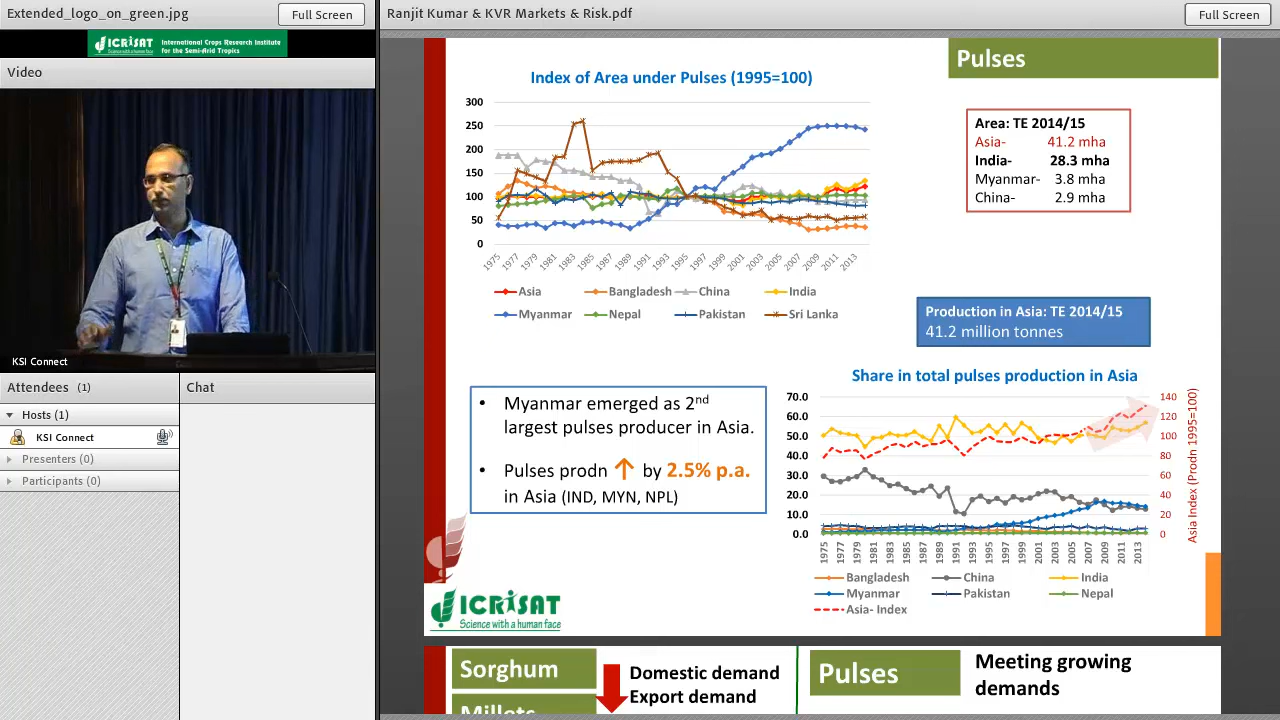 Extended_logo_on_green.jpg
Full Screen
Ranjit Kumar & KVR Markets & Risk.pdf
Full Screen
ICRISAT
Science with a human face
International Crops Research Institute
for the Semi-Arid Tropics
Video
KSI Connect
Attendees (1)
Chat
Hosts (1)
KSI Connect
Presenters (0)
Participants (0)
Pulses
Index of Area under Pulses (1995=100)
300
250
200
150
100
50
0
1975 1977 1979 1981 1983 1985 1987 1989 1991 1993 1995 1997 1999 2001 2003 2005 2007 2009 2011 2013
Asia Bangladesh China India
Myanmar Nepal Pakistan Sri Lanka
Area: TE 2014/15
Asia- 41.2 mha
India- 28.3 mha
Myanmar- 3.8 mha
China- 2.9 mha
Production in Asia: TE 2014/15
41.2 million tonnes
• Myanmar emerged as 2nd
largest pulses producer in Asia.
• Pulses prodn ↑ by 2.5% p.a.
in Asia (IND, MYN, NPL)
Share in total pulses production in Asia
70.0
60.0
50.0
40.0
30.0
20.0
10.0
0.0
140
120
100
80
60
40
20
0
Asia Index (Prodn 1995=100)
1975 1977 1979 1981 1983 1985 1987 1989 1991 1993 1995 1997 1999 2001 2003 2005 2007 2009 2011 2013
Bangladesh China India
Myanmar Pakistan Nepal
Asia- Index
ICRISAT
Science with a human face
Sorghum
Millets
Domestic demand
Export demand
Pulses
Meeting growing
demands